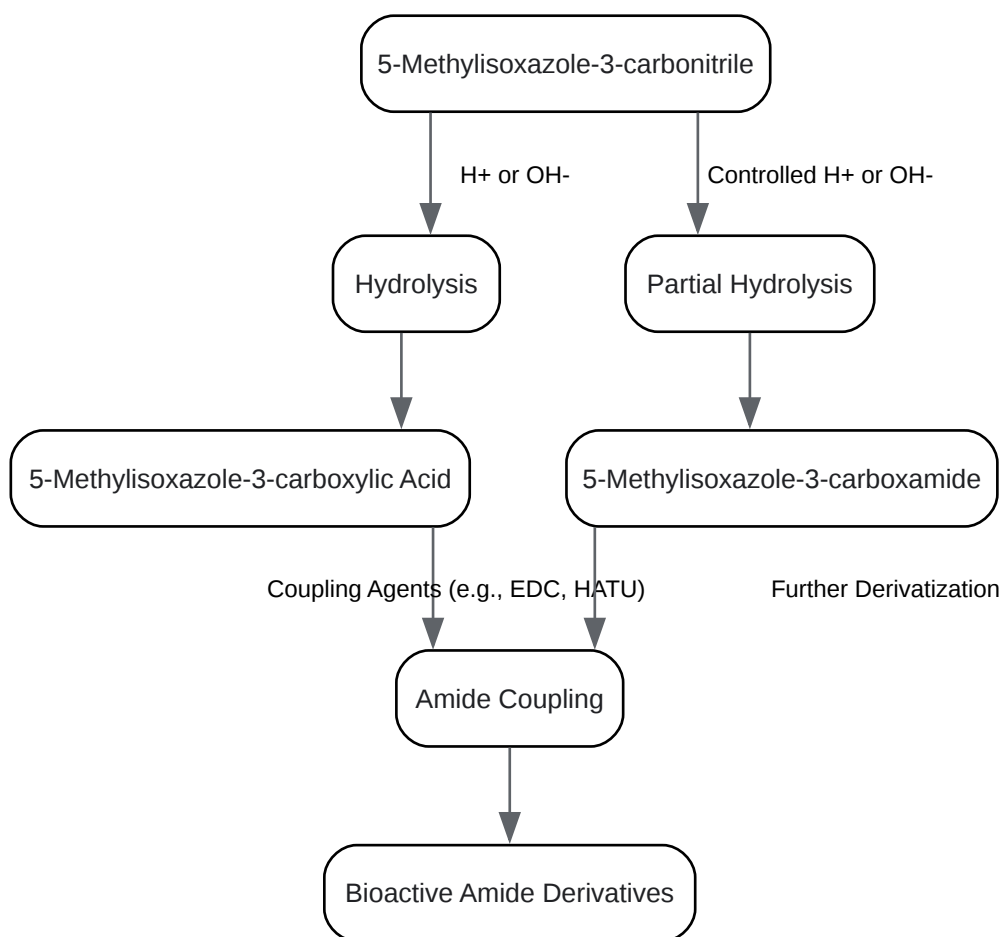 5-Methylisoxazole-3-carbonitrile
H+ or OH-
Controlled H+ or OH-
Hydrolysis
Partial Hydrolysis
5-Methylisoxazole-3-carboxylic Acid
5-Methylisoxazole-3-carboxamide
Coupling Agents (e.g., EDC, HATU)
Further Derivatization
Amide Coupling
Bioactive Amide Derivatives